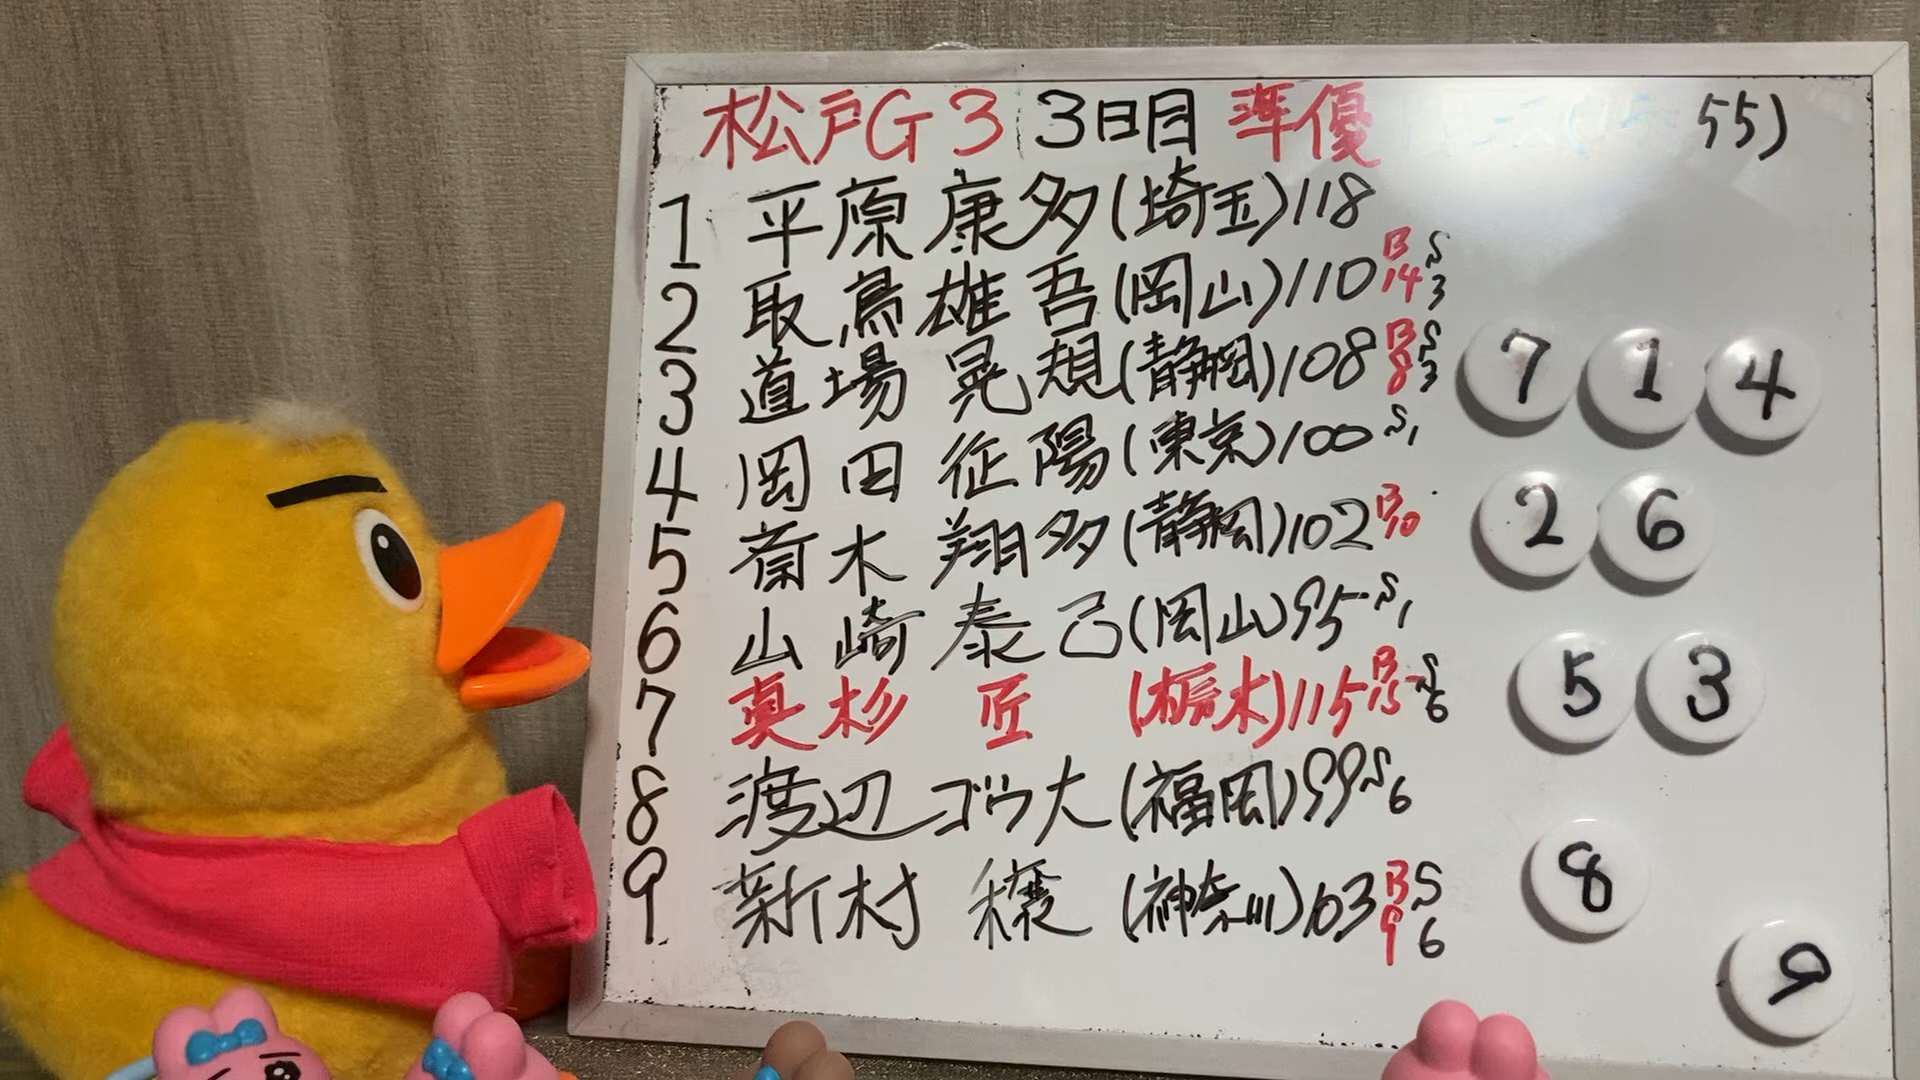 松戸G3 3日目 準優 55)
1 平原康多(埼玉)118
2 取鳥雄吾(岡山)110 B14 S3
3 道場晃規(静岡)108 B8 S3
4 岡田征陽(東京)100 S1
5 斎木翔多(静岡)102 B10
6 山崎泰己(岡山)95 S1
7 真杉 匠(栃木)115 B15 S6
8 渡辺ゴウ大(福岡)99 S6
9 新村 穣(神奈川)103 B9 S6
7 1 4
2 6
5 3
8
9